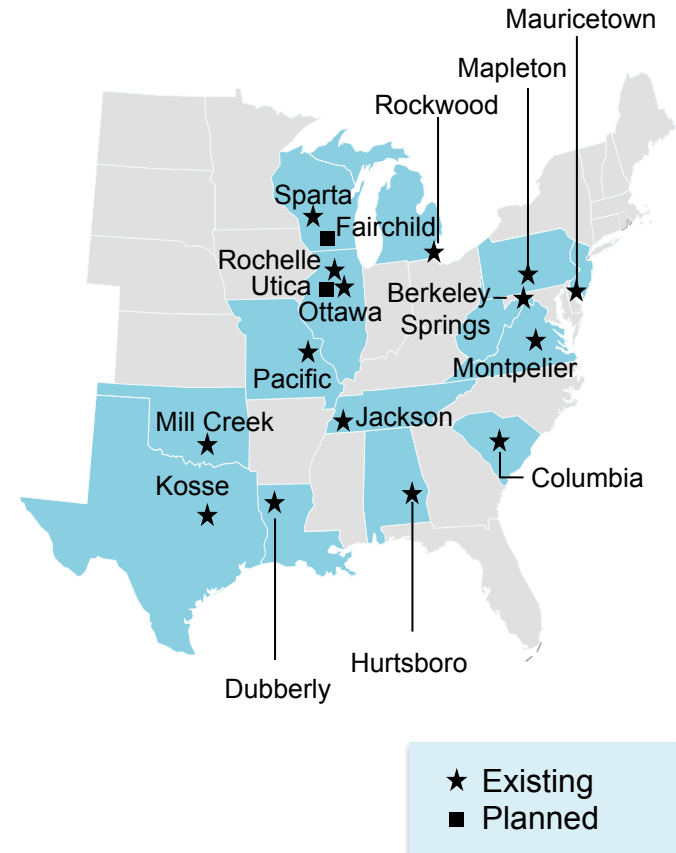 Mauricetown
Mapleton
Rockwood
Sparta
Fairchild
Rochelle
Utica
Ottawa
Berkeley
Springs
Pacific
Montpelier
Mill Creek
Jackson
Kosse
Columbia
Hurtsboro
Dubberly
Existing
Planned